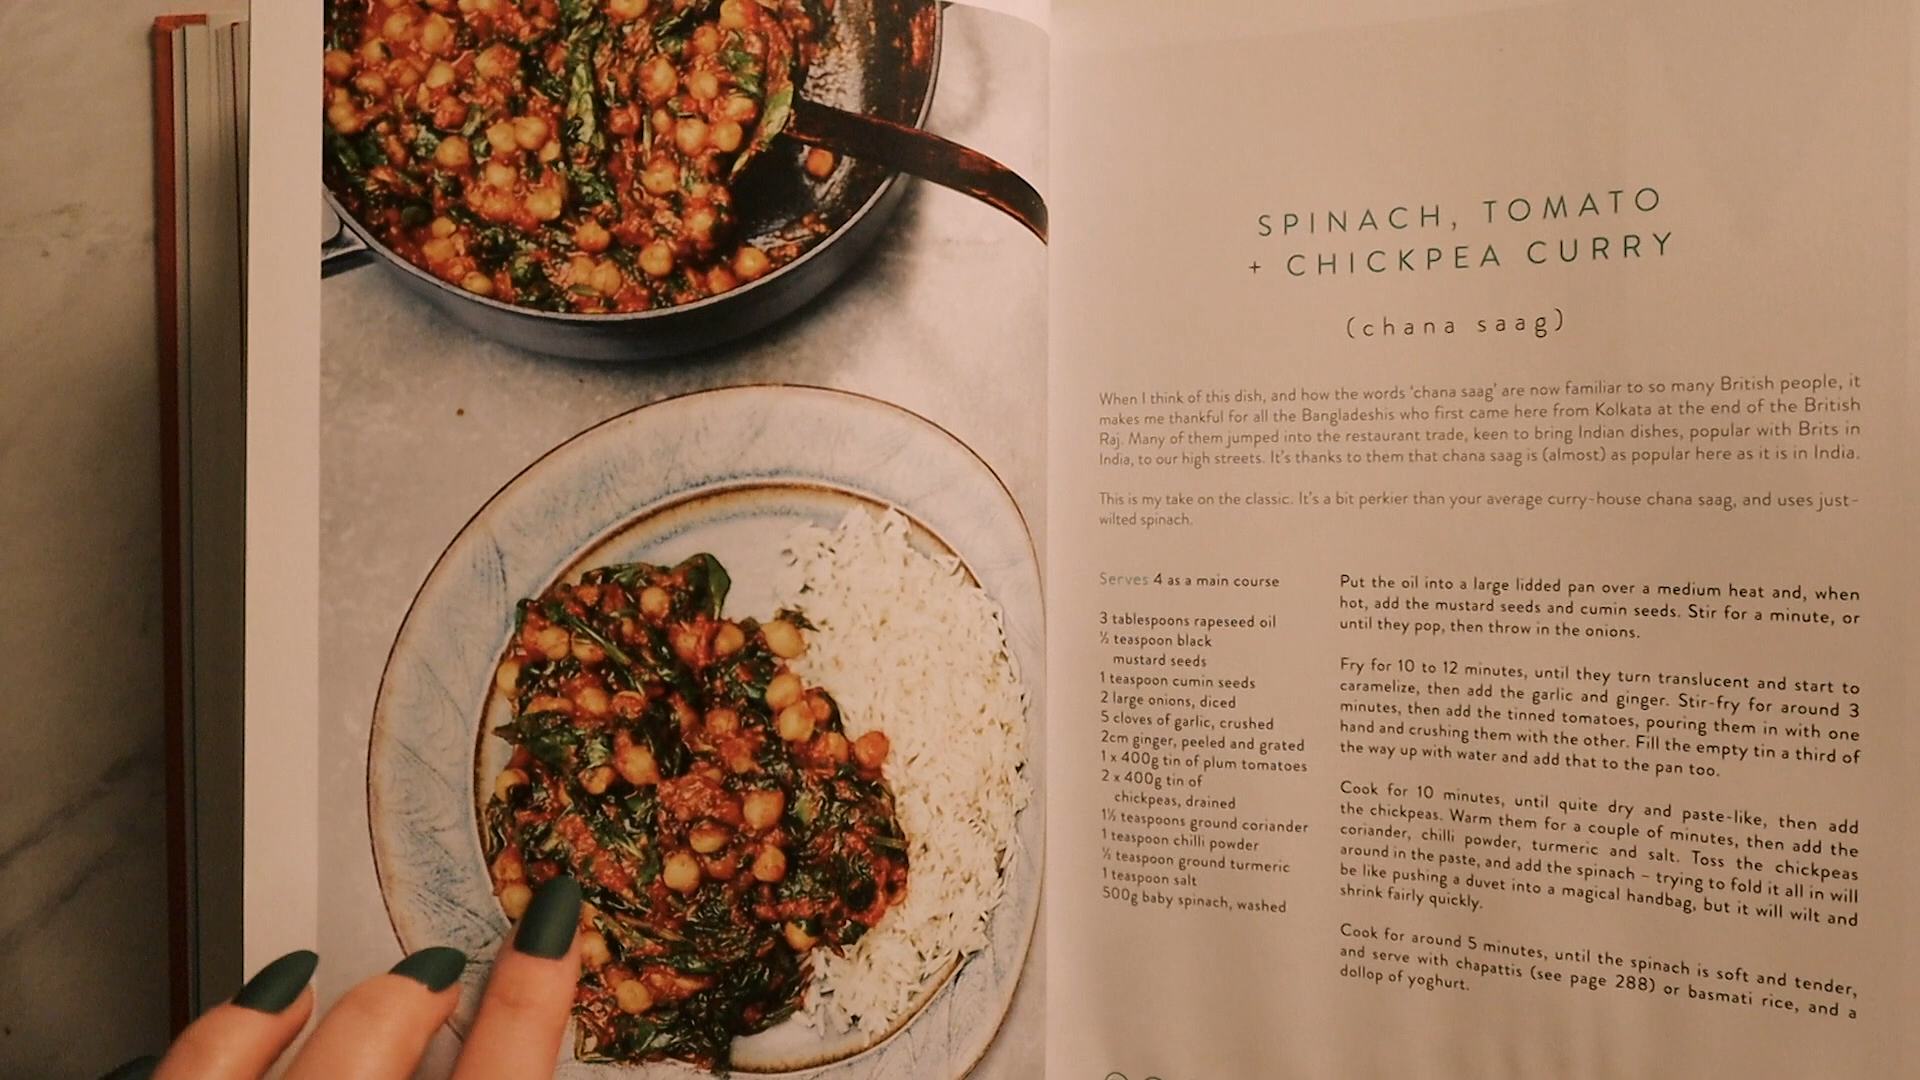 SPINACH, TOMATO
+ CHICKPEA CURRY
(chana saag)
When I think of this dish, and how the words 'chana saag' are now familiar to so many British people, it
makes me thankful for all the Bangladeshis who first came here from Kolkata at the end of the British
Raj. Many of them jumped into the restaurant trade, keen to bring Indian dishes, popular with Brits in
India, to our high streets. It's thanks to them that chana saag is (almost) as popular here as it is in India.
This is my take on the classic. It's a bit perkier than your average curry-house chana saag, and uses just-
wilted spinach.
Serves 4 as a main course
3 tablespoons rapeseed oil
½ teaspoon black
mustard seeds
1 teaspoon cumin seeds
2 large onions, diced
5 cloves of garlic, crushed
2cm ginger, peeled and grated
1 x 400g tin of plum tomatoes
2 x 400g tin of
chickpeas, drained
1½ teaspoons ground coriander
1 teaspoon chilli powder
½ teaspoon ground turmeric
1 teaspoon salt
500g baby spinach, washed
Put the oil into a large lidded pan over a medium heat and, when
hot, add the mustard seeds and cumin seeds. Stir for a minute, or
until they pop, then throw in the onions.
Fry for 10 to 12 minutes, until they turn translucent and start to
caramelize, then add the garlic and ginger. Stir-fry for around 3
minutes, then add the tinned tomatoes, pouring them in with one
hand and crushing them with the other. Fill the empty tin a third of
the way up with water and add that to the pan too.
Cook for 10 minutes, until quite dry and paste-like, then add
the chickpeas. Warm them for a couple of minutes, then add the
coriander, chilli powder, turmeric and salt. Toss the chickpeas
around in the paste, and add the spinach – trying to fold it all in will
be like pushing a duvet into a magical handbag, but it will wilt and
shrink fairly quickly.
Cook for around 5 minutes, until the spinach is soft and tender,
and serve with chapattis (see page 288) or basmati rice, and a
dollop of yoghurt.